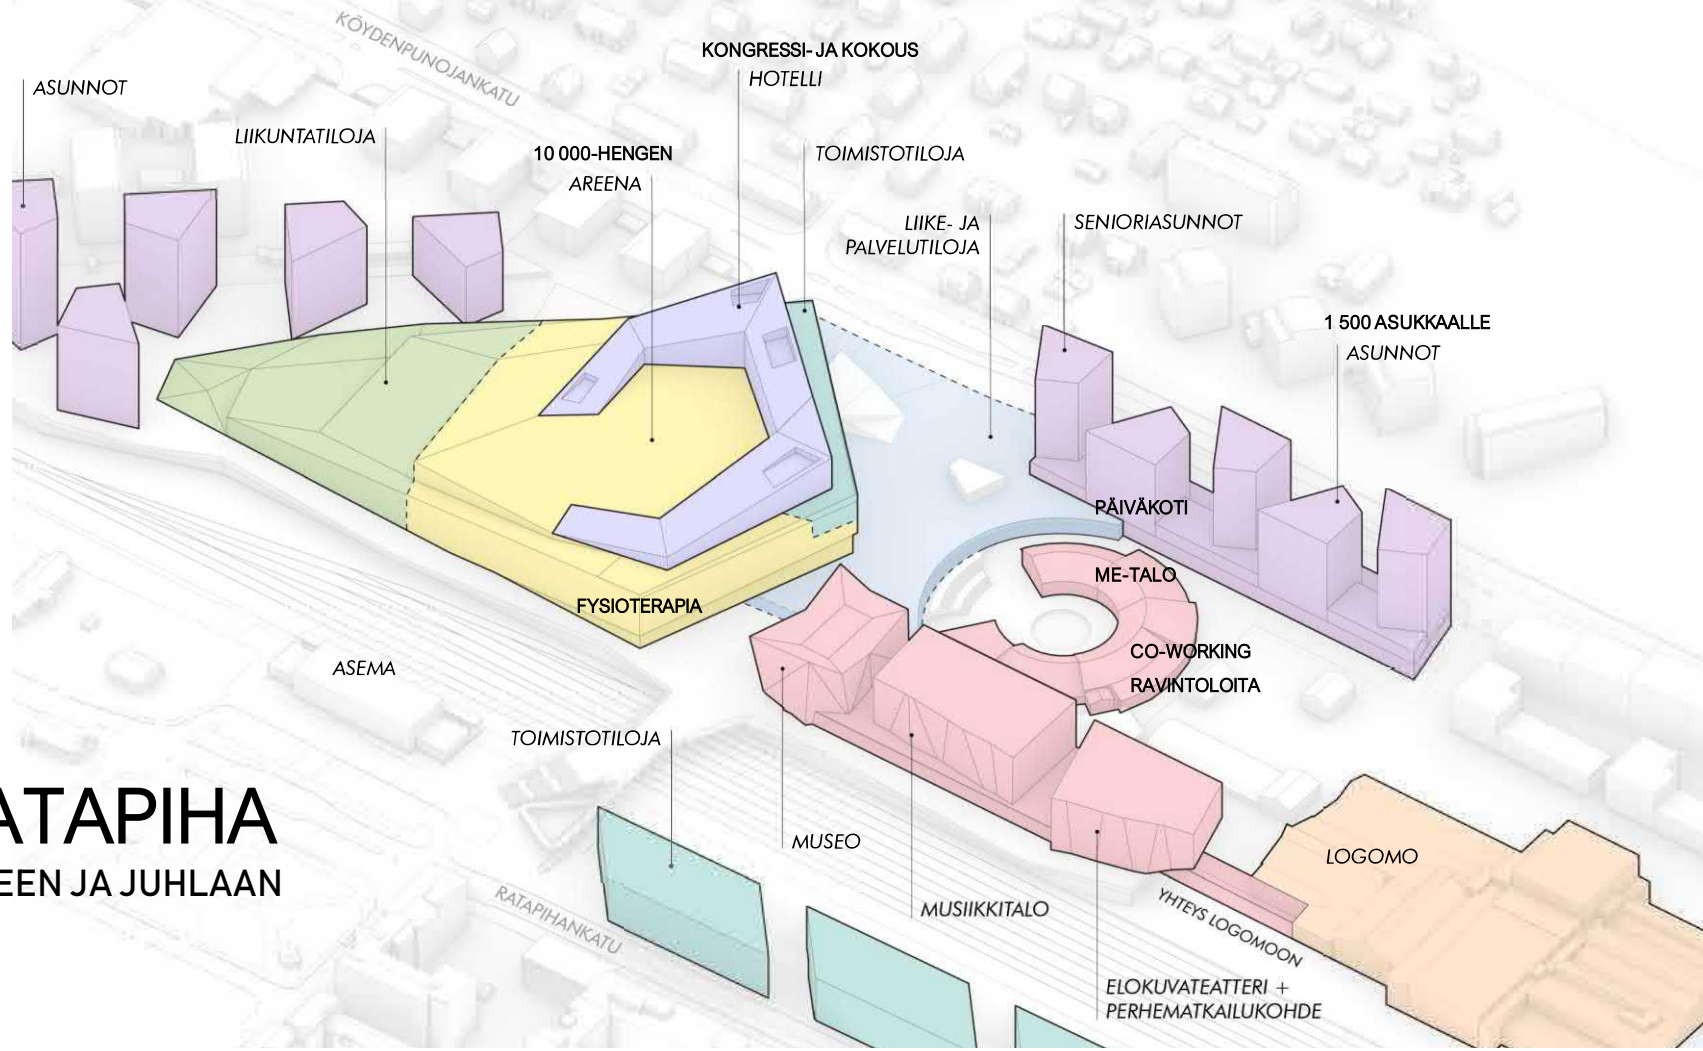 KÖYDENPUNOJANKATU
KONGRESSI- JA KOKOUS
HOTELLI
ASUNNOT
LIIKUNTATILOJA
10 000-HENGEN
AREENA
TOIMISTOTILOJA
LIIKE- JA
PALVELUTILOJA
SENIORIASUNNOT
1 500 ASUKKAALLE
ASUNNOT
PÄIVÄKOTI
ME-TALO
FYSIOTERAPIA
CO-WORKING
RAVINTOLOITA
ASEMA
TOIMISTOTILOJA
ATAPIHA
EEN JA JUHLAAN
MUSEO
LOGOMO
RATAPIHANKATU
MUSIIKKITALO
YHTEYS LOGOMOON
ELOKUVATEATTERI +
PERHEMATKAILUKOHDE